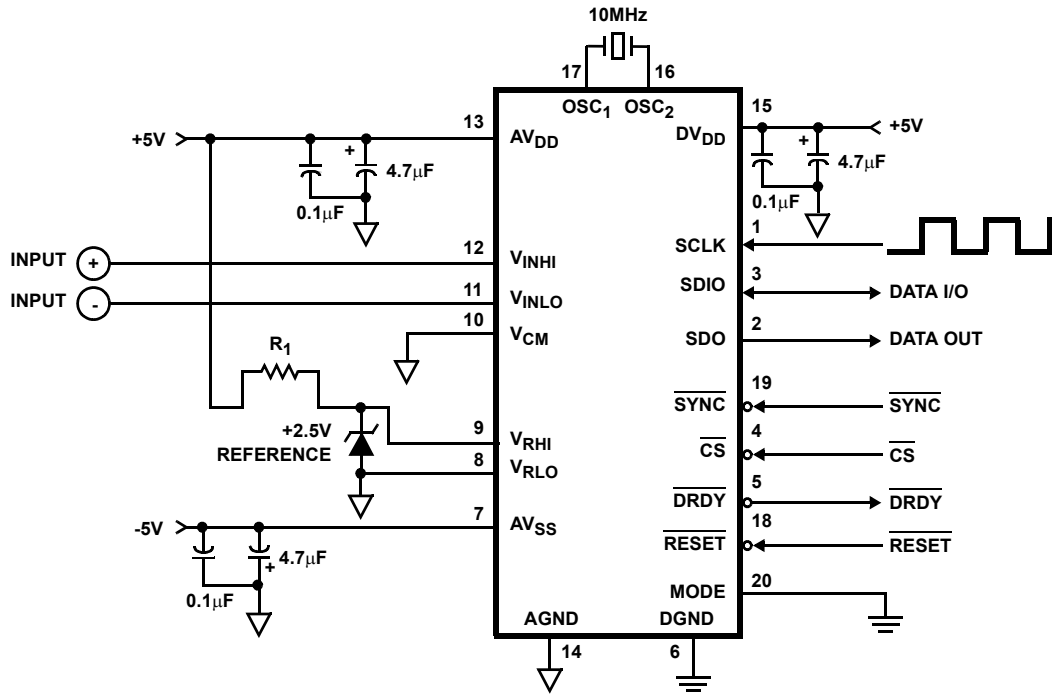 10MHz
17 16
OSC1 OSC2
13 15
+5V AVDD DVDD +5V
+ 4.7μF + 4.7μF
0.1μF 0.1μF
1
SCLK
12
INPUT + VINHI
3
SDIO DATA I/O
11
INPUT - VINLO
10
VCM
2
SDO DATA OUT
R1
19
SYNC SYNC
+2.5V
REFERENCE
9
VRHI
4
CS CS
8
VRLO
5
DRDY DRDY
7
-5V AVSS
18
RESET RESET
4.7μF
+
0.1μF
20
MODE
AGND DGND
14 6